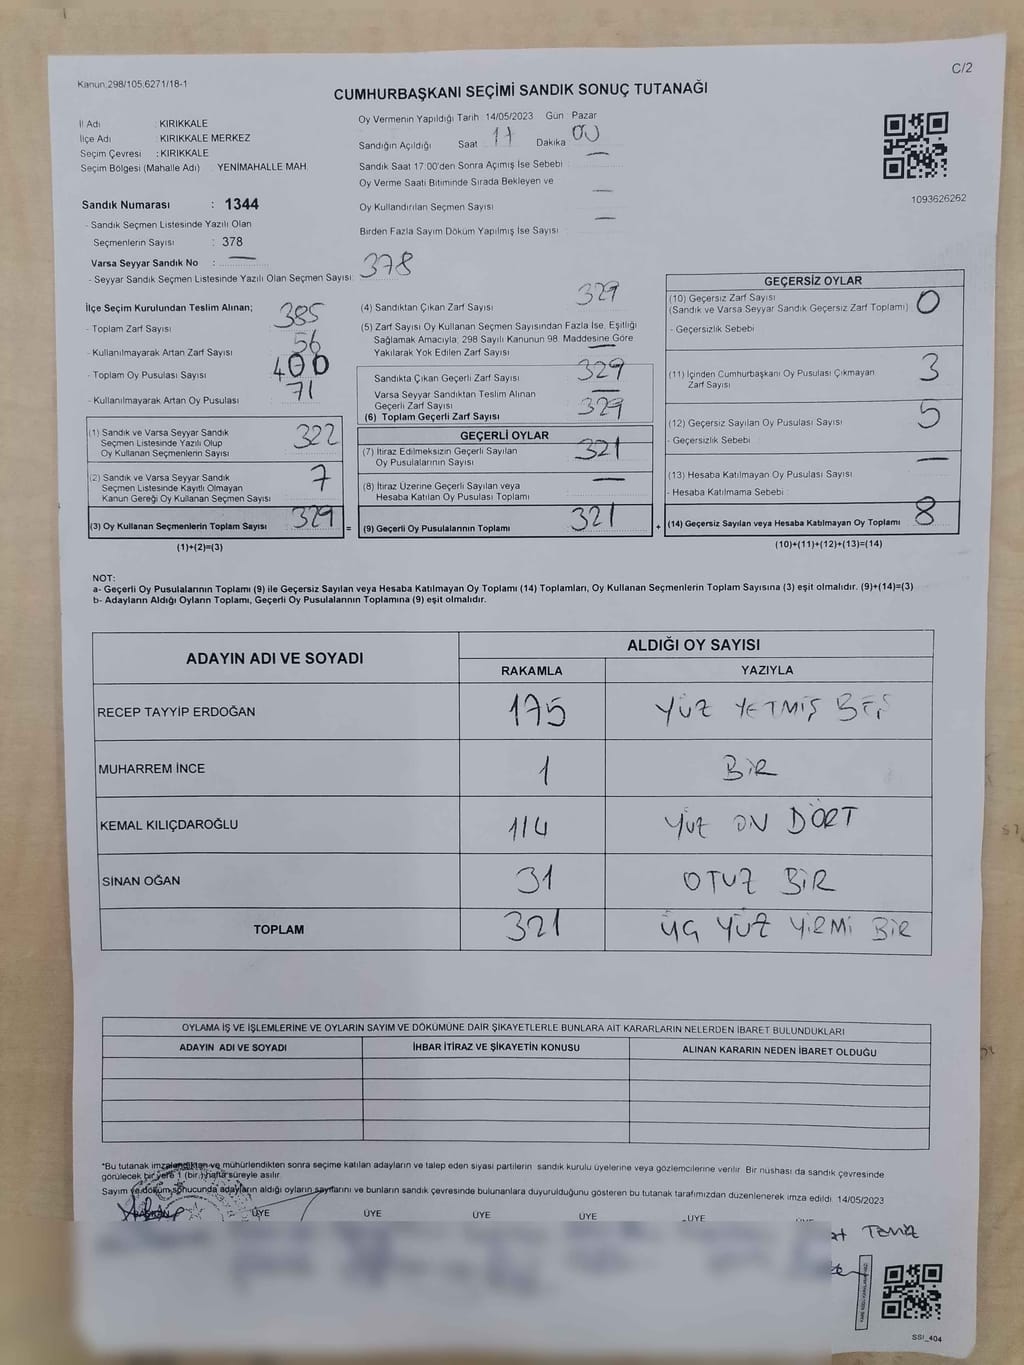 Kanun;298/105;6271/18-1
C/2
CUMHURBAŞKANI SEÇİMİ SANDIK SONUÇ TUTANAĞI
İl Adı : KIRIKKALE
İlçe Adı : KIRIKKALE MERKEZ
Seçim Çevresi : KIRIKKALE
Seçim Bölgesi (Mahalle Adı) YENİMAHALLE MAH.
Oy Vermenin Yapıldığı Tarih 14/05/2023 Gün Pazar
Sandığın Açıldığı Saat 17 Dakika 00
Sandık Saat 17:00'den Sonra Açımış İse Sebebi —
Oy Verme Saati Bitiminde Sırada Bekleyen ve
Oy Kullandırılan Seçmen Sayısı —
Birden Fazla Sayım Döküm Yapılmış İse Sayısı —
1093626262
Sandık Numarası : 1344
- Sandık Seçmen Listesinde Yazılı Olan
Seçmenlerin Sayısı : 378
Varsa Seyyar Sandık No : —
- Seyyar Sandık Seçmen Listesinde Yazılı Olan Seçmen Sayısı: 378
İlçe Seçim Kurulundan Teslim Alınan;
- Toplam Zarf Sayısı 385
- Kullanılmayarak Artan Zarf Sayısı 56
- Toplam Oy Pusulası Sayısı 400
- Kullanılmayarak Artan Oy Pusulası 71
(1) Sandık ve Varsa Seyyar Sandık
Seçmen Listesinde Yazılı Olup
Oy Kullanan Seçmenlerin Sayısı 322
(2) Sandık ve Varsa Seyyar Sandık
Seçmen Listesinde Kayıtlı Olmayan
Kanun Gereği Oy Kullanan Seçmen Sayısı 7
(3) Oy Kullanan Seçmenlerin Toplam Sayısı 329
(1)+(2)=(3)
(4) Sandıktan Çıkan Zarf Sayısı 329
(5) Zarf Sayısı Oy Kullanan Seçmen Sayısından Fazla İse, Eşitliği
Sağlamak Amacıyla, 298 Sayılı Kanunun 98. Maddesine Göre
Yakılarak Yok Edilen Zarf Sayısı —
Sandıkta Çıkan Geçerli Zarf Sayısı 329
Varsa Seyyar Sandıktan Teslim Alınan
Geçerli Zarf Sayısı —
(6) Toplam Geçerli Zarf Sayısı 329
GEÇERLİ OYLAR
(7) İtiraz Edilmeksizin Geçerli Sayılan
Oy Pusulalarının Sayısı 321
(8) İtiraz Üzerine Geçerli Sayılan veya
Hesaba Katılan Oy Pusulası Toplamı —
= (9) Geçerli Oy Pusulalarının Toplamı 321
GEÇERSİZ OYLAR
(10) Geçersiz Zarf Sayısı
(Sandık ve Varsa Seyyar Sandık Geçersiz Zarf Toplamı) 0
- Geçersizlik Sebebi
(11) İçinden Cumhurbaşkanı Oy Pusulası Çıkmayan
Zarf Sayısı 3
(12) Geçersiz Sayılan Oy Pusulası Sayısı 5
- Geçersizlik Sebebi :
(13) Hesaba Katılmayan Oy Pusulası Sayısı —
- Hesaba Katılmama Sebebi :
+ (14) Geçersiz Sayılan veya Hesaba Katılmayan Oy Toplamı 8
(10)+(11)+(12)+(13)=(14)
NOT:
a- Geçerli Oy Pusulalarının Toplamı (9) ile Geçersiz Sayılan veya Hesaba Katılmayan Oy Toplamı (14) Toplamları, Oy Kullanan Seçmenlerin Toplam Sayısına (3) eşit olmalıdır. (9)+(14)=(3)
b- Adayların Aldığı Oyların Toplamı, Geçerli Oy Pusulalarının Toplamına (9) eşit olmalıdır.
ADAYIN ADI VE SOYADI ALDIĞI OY SAYISI
RAKAMLA YAZIYLA
RECEP TAYYİP ERDOĞAN 175 YÜZ YETMİŞ BEŞ
MUHARREM İNCE 1 BİR
KEMAL KILIÇDAROĞLU 114 YÜZ ON DÖRT
SİNAN OĞAN 31 OTUZ BİR
TOPLAM 321 ÜÇ YÜZ YİRMİ BİR
OYLAMA İŞ VE İŞLEMLERİNE VE OYLARIN SAYIM VE DÖKÜMÜNE DAİR ŞİKAYETLERLE BUNLARA AİT KARARLARIN NELERDEN İBARET BULUNDUKLARI
ADAYIN ADI VE SOYADI İHBAR İTİRAZ VE ŞİKAYETİN KONUSU ALINAN KARARIN NEDEN İBARET OLDUĞU
*Bu tutanak imzalandıktan ve mühürlendikten sonra seçime katılan adayların ve talep eden siyasi partilerin sandık kurulu üyelerine veya gözlemcilerine verilir. Bir nüshası da sandık çevresinde
görülecek bir yere 1 (bir) hafta süreyle asılır.
Sayım ve döküm sonucunda adayların aldığı oyların sayılarını ve bunların sandık çevresinde bulunanlara duyurulduğunu gösteren bu tutanak tarafımızdan düzenlenerek imza edildi. 14/05/2023
BAŞKAN ÜYE ÜYE ÜYE ÜYE ÜYE
SSI_404